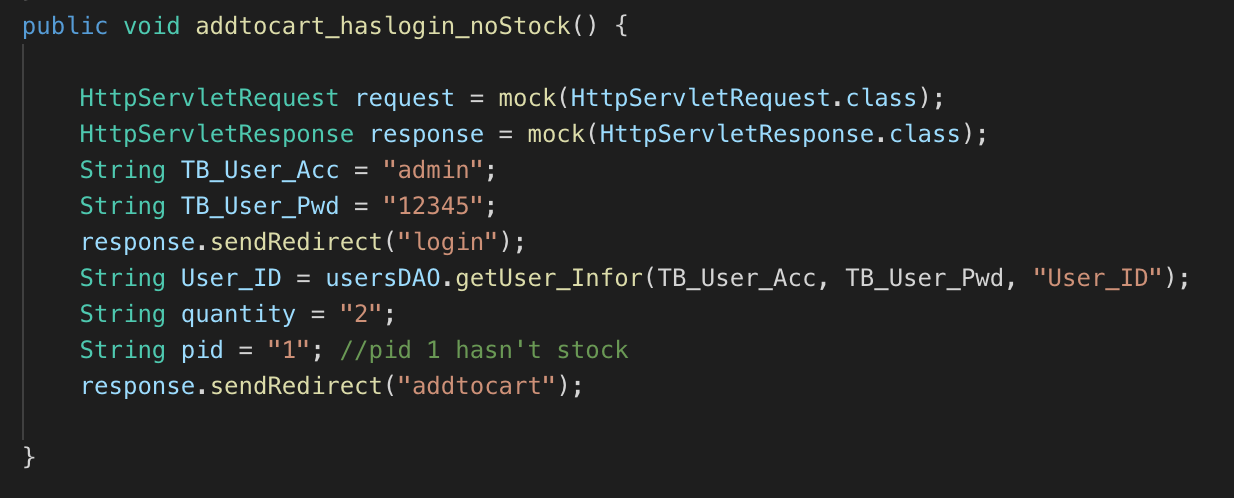 public void addtocart_haslogin_noStock() {
HttpServletRequest request = mock(HttpServletRequest.class);
HttpServletResponse response = mock(HttpServletResponse.class);
String TB_User_Acc = "admin";
String TB_User_Pwd = "12345";
response.sendRedirect("login");
String User_ID = usersDAO.getUser_Infor(TB_User_Acc, TB_User_Pwd, "User_ID");
String quantity = "2";
String pid = "1"; //pid 1 hasn't stock
response.sendRedirect("addtocart");
}